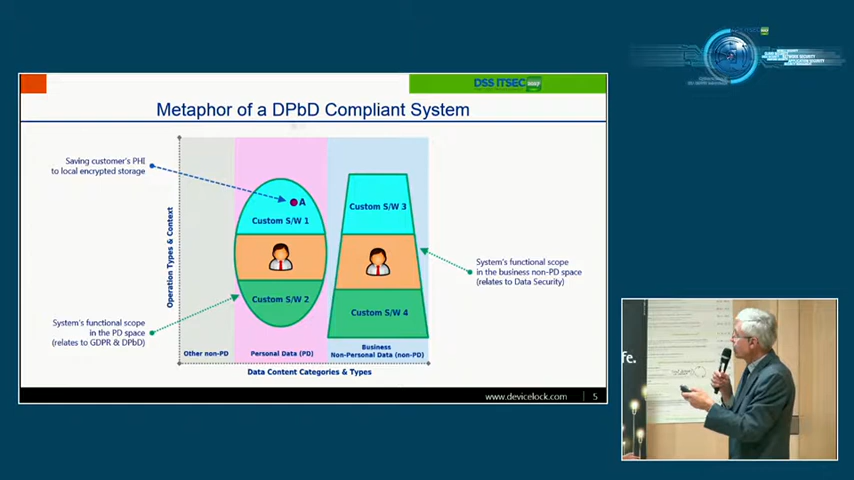 DSS ITSEC
Metaphor of a DPbD Compliant System
Saving customer's PHI
to local encrypted storage
A
Custom S/W 1
Custom S/W 3
Operation Types & Context
System's functional scope
in the business non-PD space
(relates to Data Security)
Custom S/W 2
Custom S/W 4
System's functional scope
in the PD space
(relates to GDPR & DPbD)
Other non-PD
Personal Data (PD)
Business
Non-Personal Data (non-PD)
Data Content Categories & Types
www.devicelock.com
5